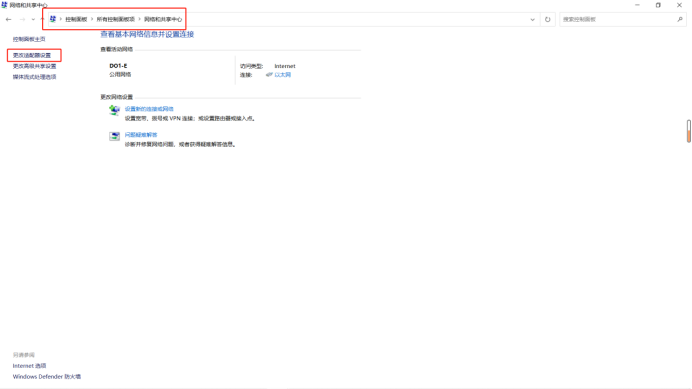 网络和共享中心
控制面板 › 所有控制面板项 › 网络和共享中心
搜索控制面板
控制面板主页
更改适配器设置
更改高级共享设置
媒体流式处理选项
查看基本网络信息并设置连接
查看活动网络
DO1-E
公用网络
访问类型: Internet
连接: 以太网
更改网络设置
设置新的连接或网络
设置宽带、拨号或 VPN 连接；或设置路由器或接入点。
问题疑难解答
诊断并修复网络问题，或者获得疑难解答信息。
另请参阅
Internet 选项
Windows Defender 防火墙